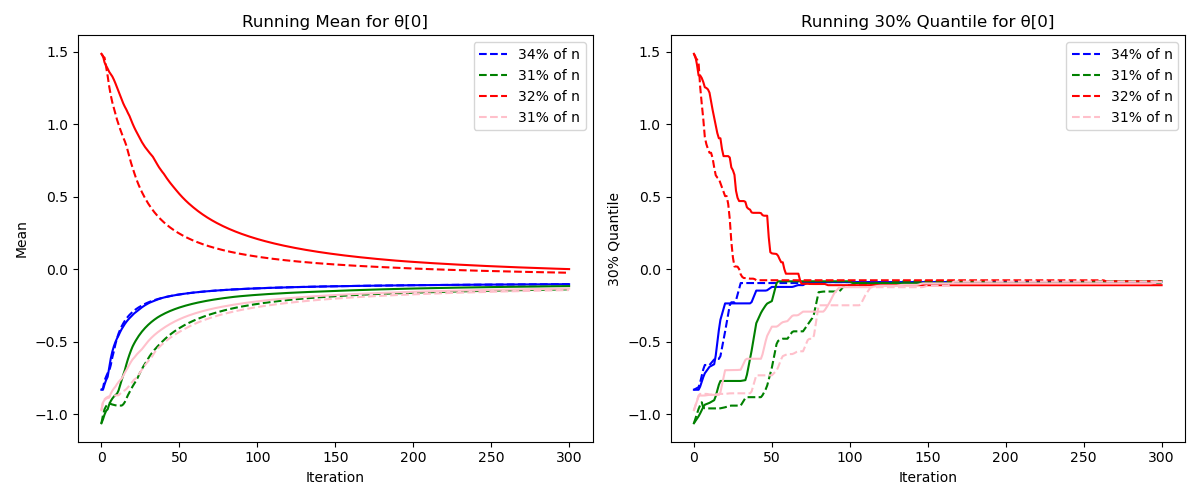 Running Mean for θ[0]
1.5
1.0
0.5
0.0
−0.5
−1.0
Mean
0
50
100
150
200
250
300
Iteration
34% of n
31% of n
32% of n
31% of n
Running 30% Quantile for θ[0]
1.5
1.0
0.5
0.0
−0.5
−1.0
30% Quantile
0
50
100
150
200
250
300
Iteration
34% of n
31% of n
32% of n
31% of n